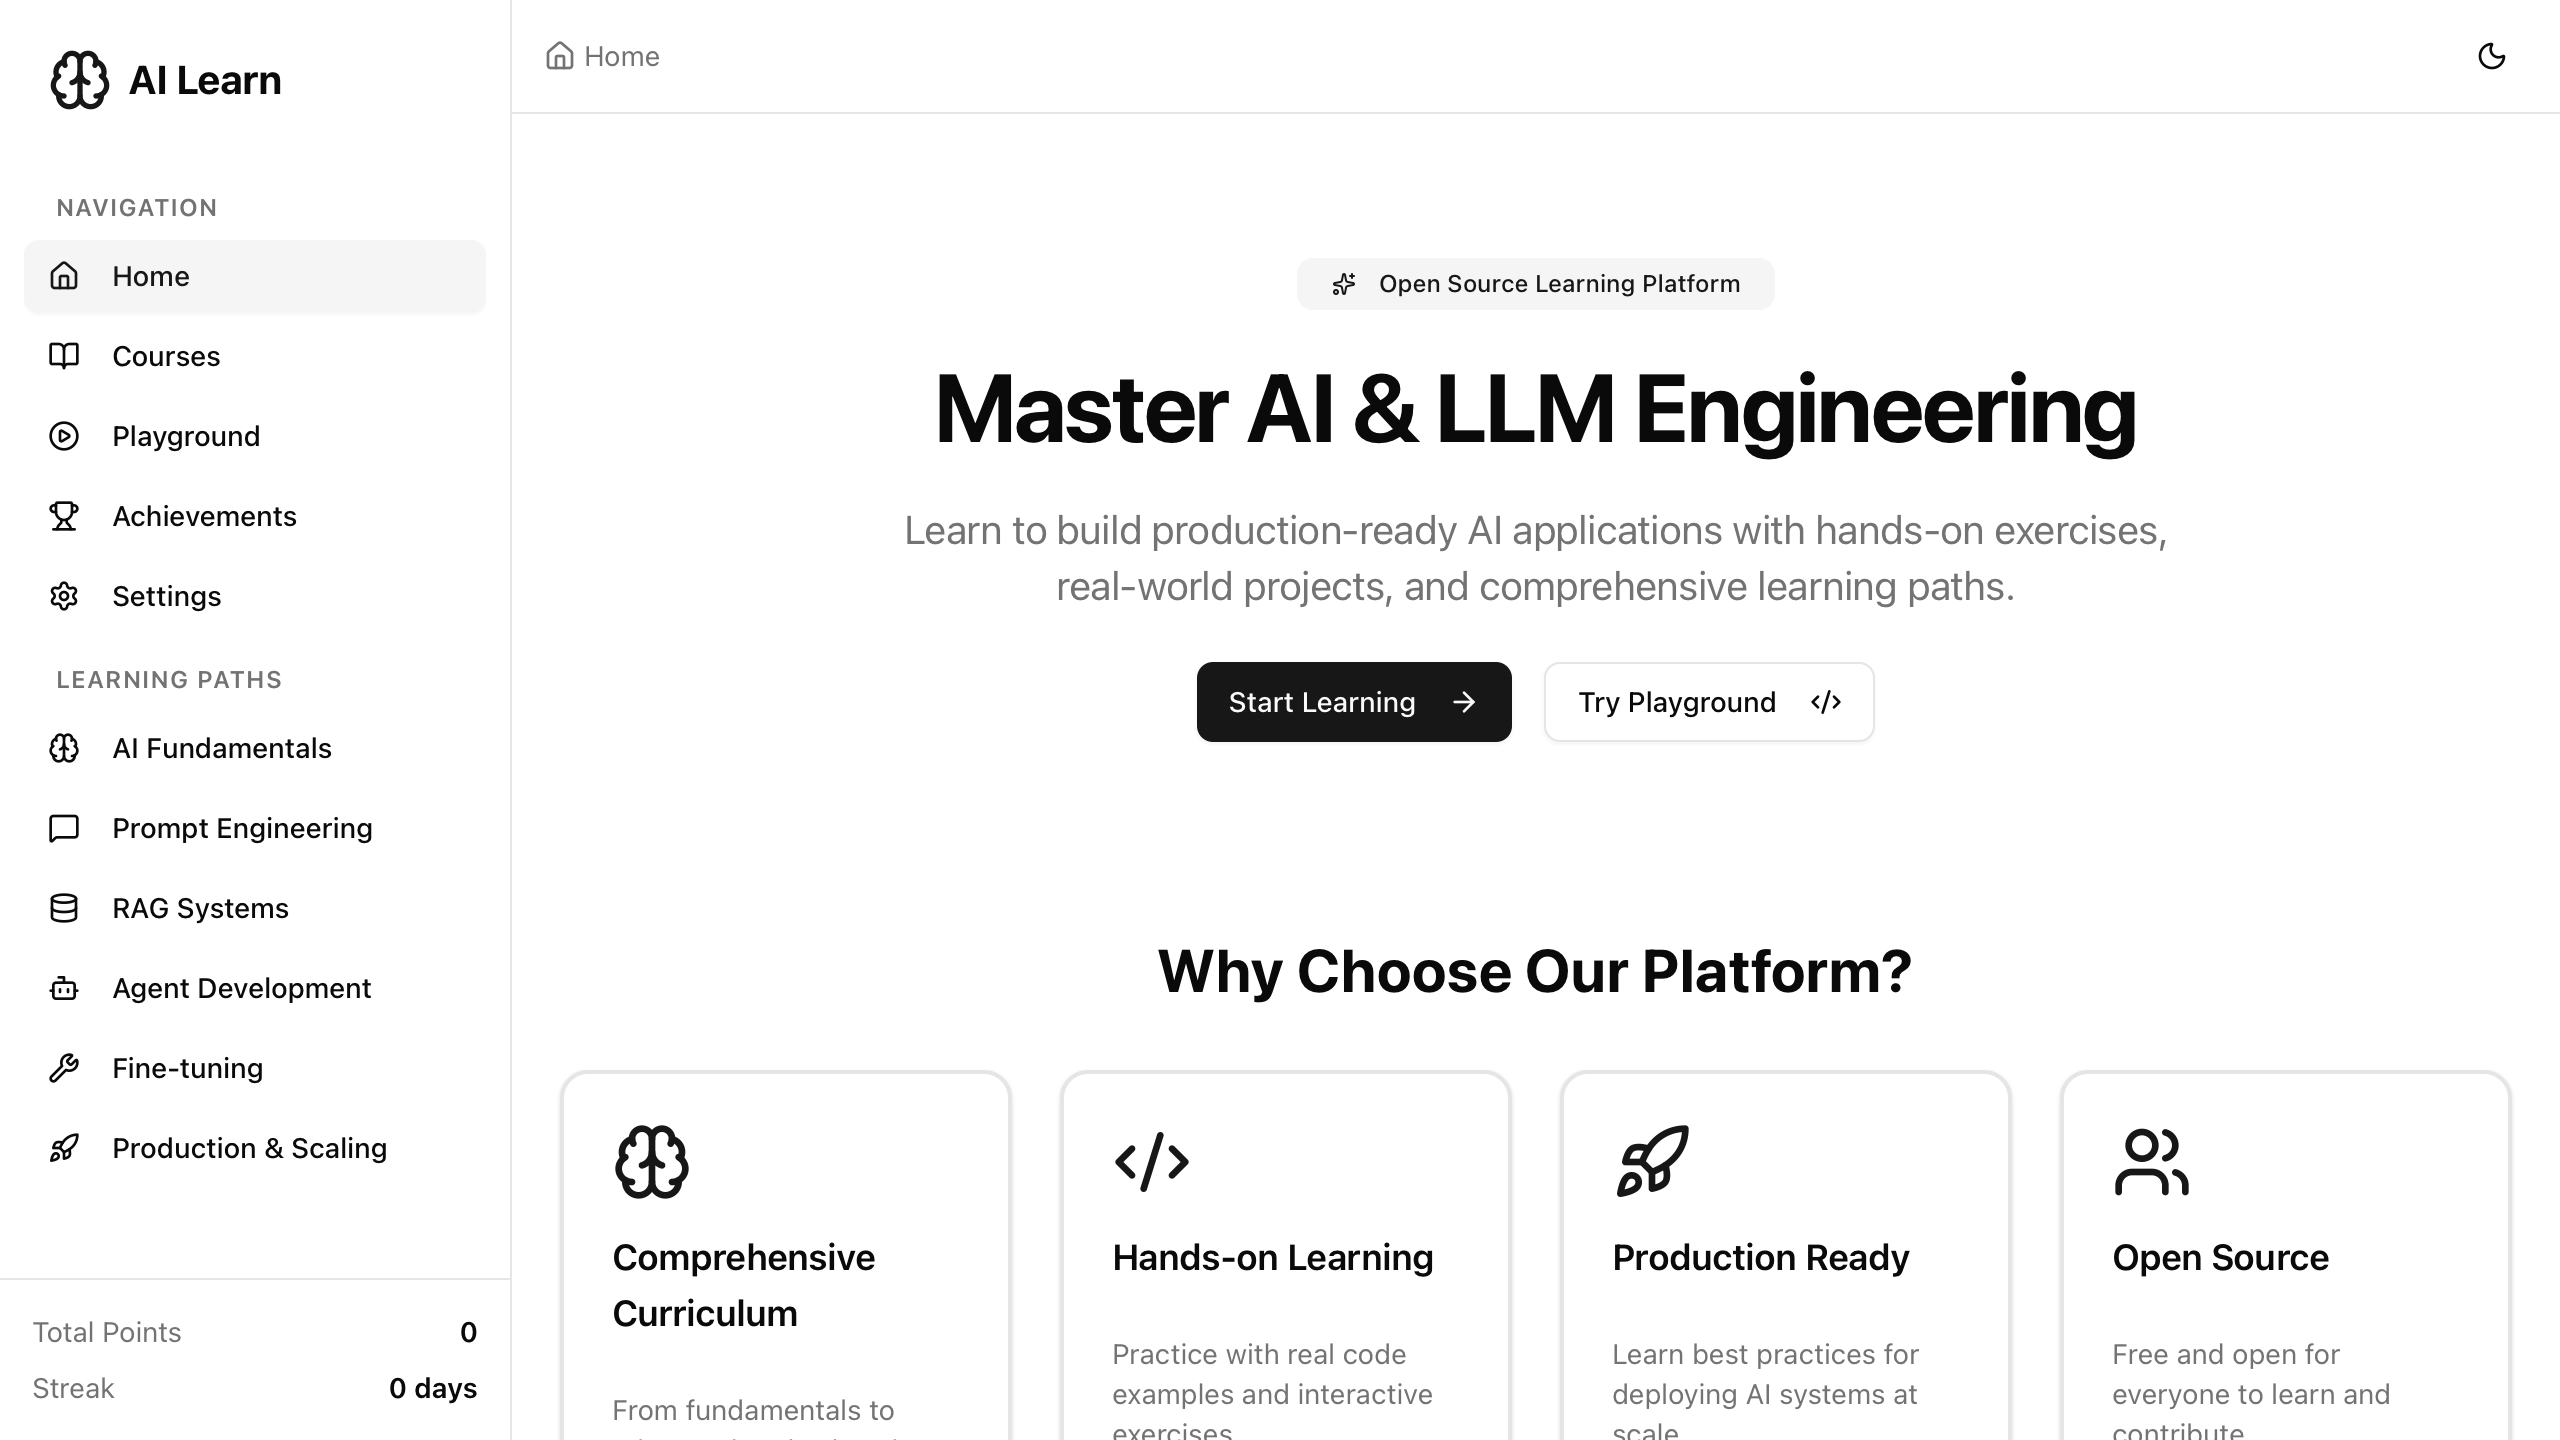 AI Learn
NAVIGATION
Home
Courses
Playground
Achievements
Settings
LEARNING PATHS
AI Fundamentals
Prompt Engineering
RAG Systems
Agent Development
Fine-tuning
Production & Scaling
Total Points 0
Streak 0 days
Home
Open Source Learning Platform
Master AI & LLM Engineering
Learn to build production-ready AI applications with hands-on exercises,
real-world projects, and comprehensive learning paths.
Start Learning
Try Playground
Why Choose Our Platform?
Comprehensive
Curriculum
From fundamentals to
Hands-on Learning
Practice with real code
examples and interactive
exercises
Production Ready
Learn best practices for
deploying AI systems at
scale
Open Source
Free and open for
everyone to learn and
contribute